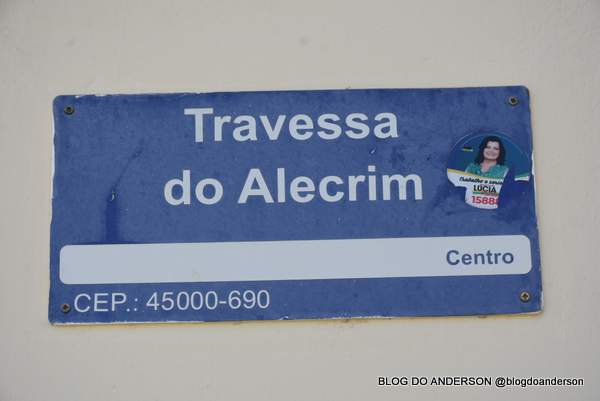 Travessa
do Alecrim
LÚCIA
15888
Centro
CEP.: 45000-690
BLOG DO ANDERSON @blogdoanderson